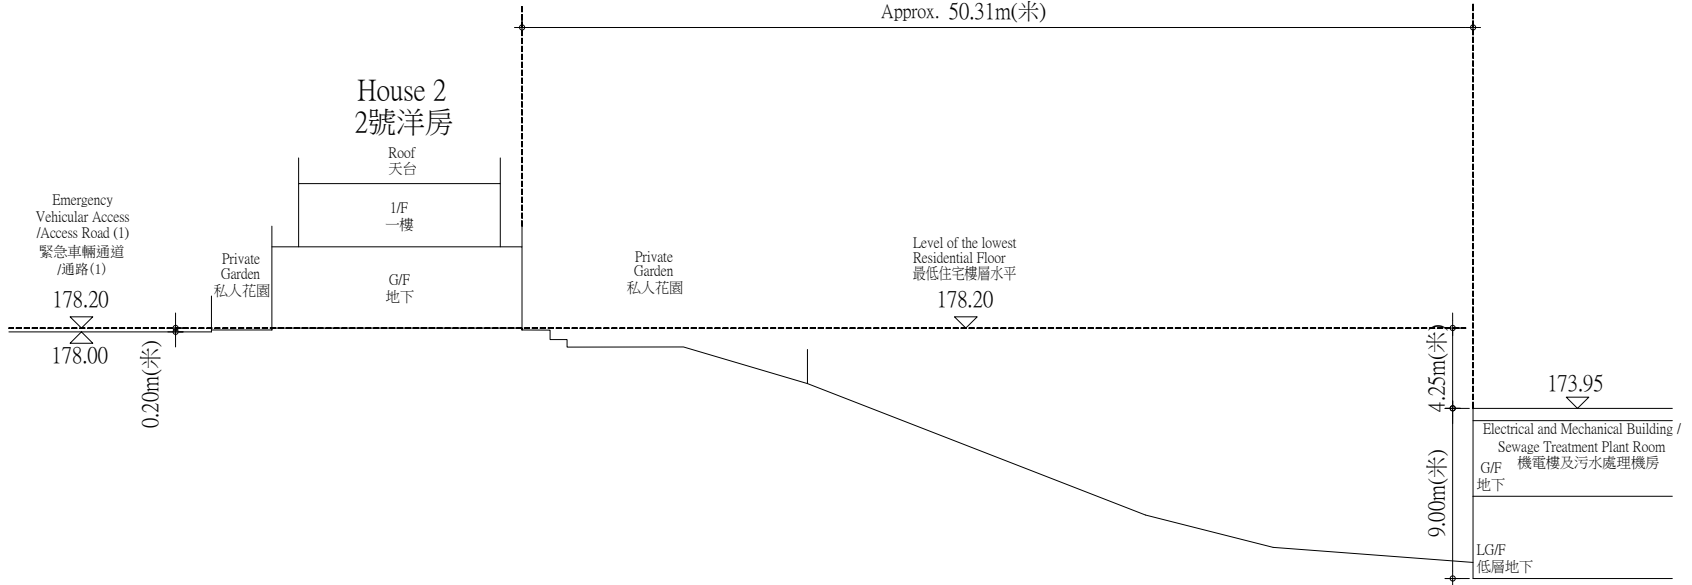 Approx. 50.31m(米)
House 2
2號洋房
Roof
天台
1/F
一樓
G/F
地下
Emergency
Vehicular Access
/Access Road (1)
緊急車輛通道
/通路(1)
178.20
178.00
0.20m(米)
Private
Garden
私人花園
Private
Garden
私人花園
Level of the lowest
Residential Floor
最低住宅樓層水平
178.20
4.25m(米)
9.00m(米)
173.95
Electrical and Mechanical Building /
Sewage Treatment Plant Room
機電樓及污水處理機房
G/F
地下
LG/F
低層地下